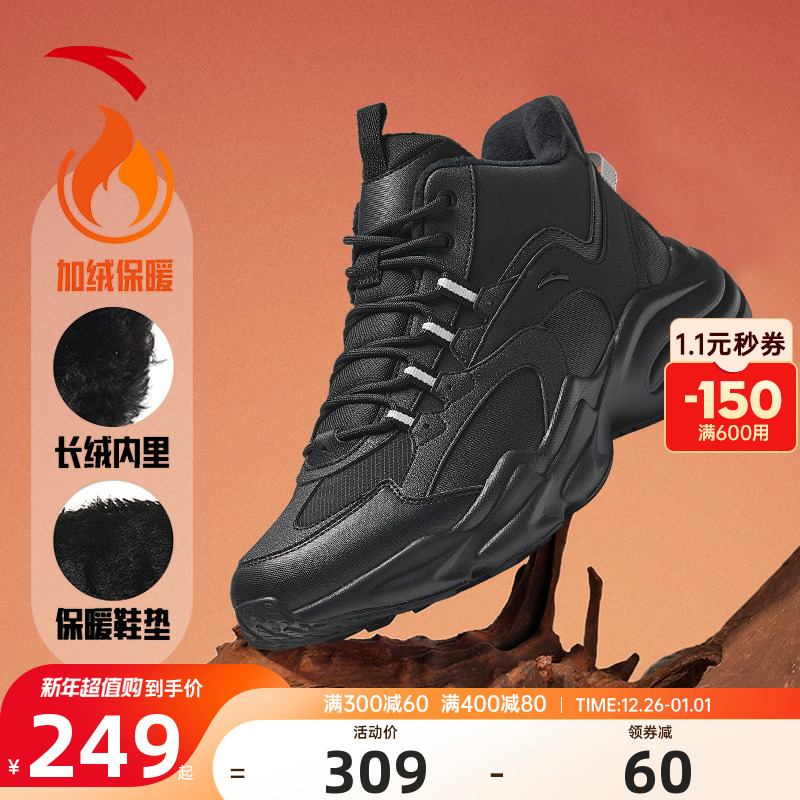 加绒保暖
长绒内里
保暖鞋垫
1.1元秒券
-150
满600用
新年超值购到手价
满300减60 满400减80 | TIME:12.26-01.01
活动价 领券减
¥249起 = 309 - 60